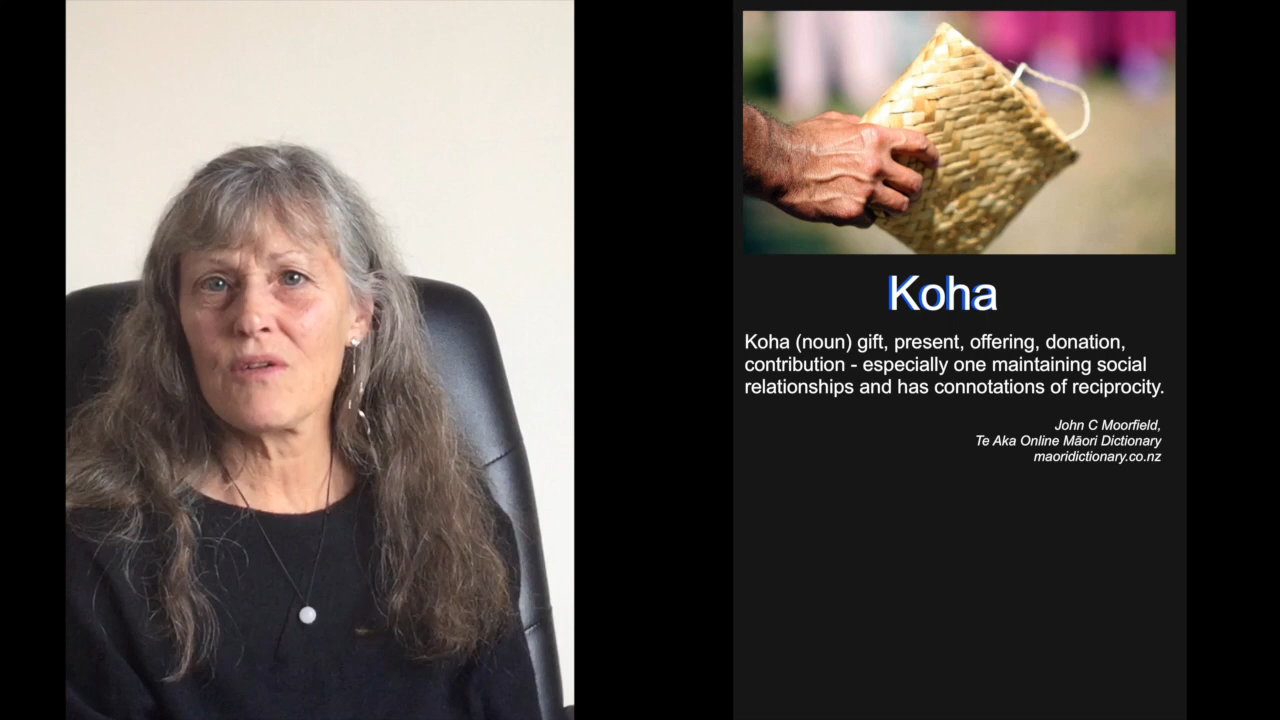 Koha
Koha (noun) gift, present, offering, donation,
contribution - especially one maintaining social
relationships and has connotations of reciprocity.
John C Moorfield,
Te Aka Online Māori Dictionary
maoridictionary.co.nz